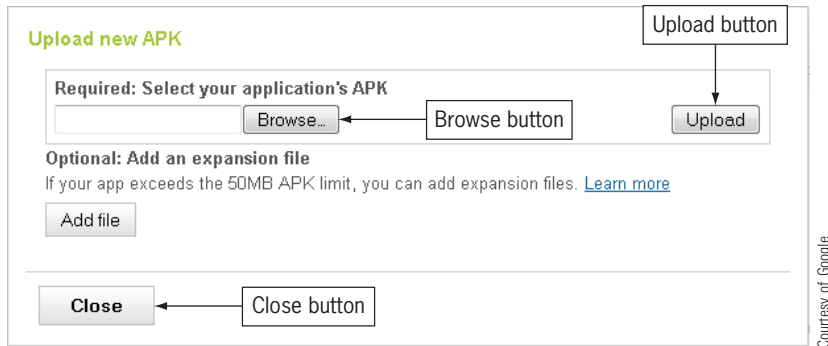 Upload button
Upload new APK
Required: Select your application's APK
Browse...
Browse button
Upload
Optional: Add an expansion file
If your app exceeds the 50MB APK limit, you can add expansion files. Learn more
Add file
Close
Close button
Courtesy of Google